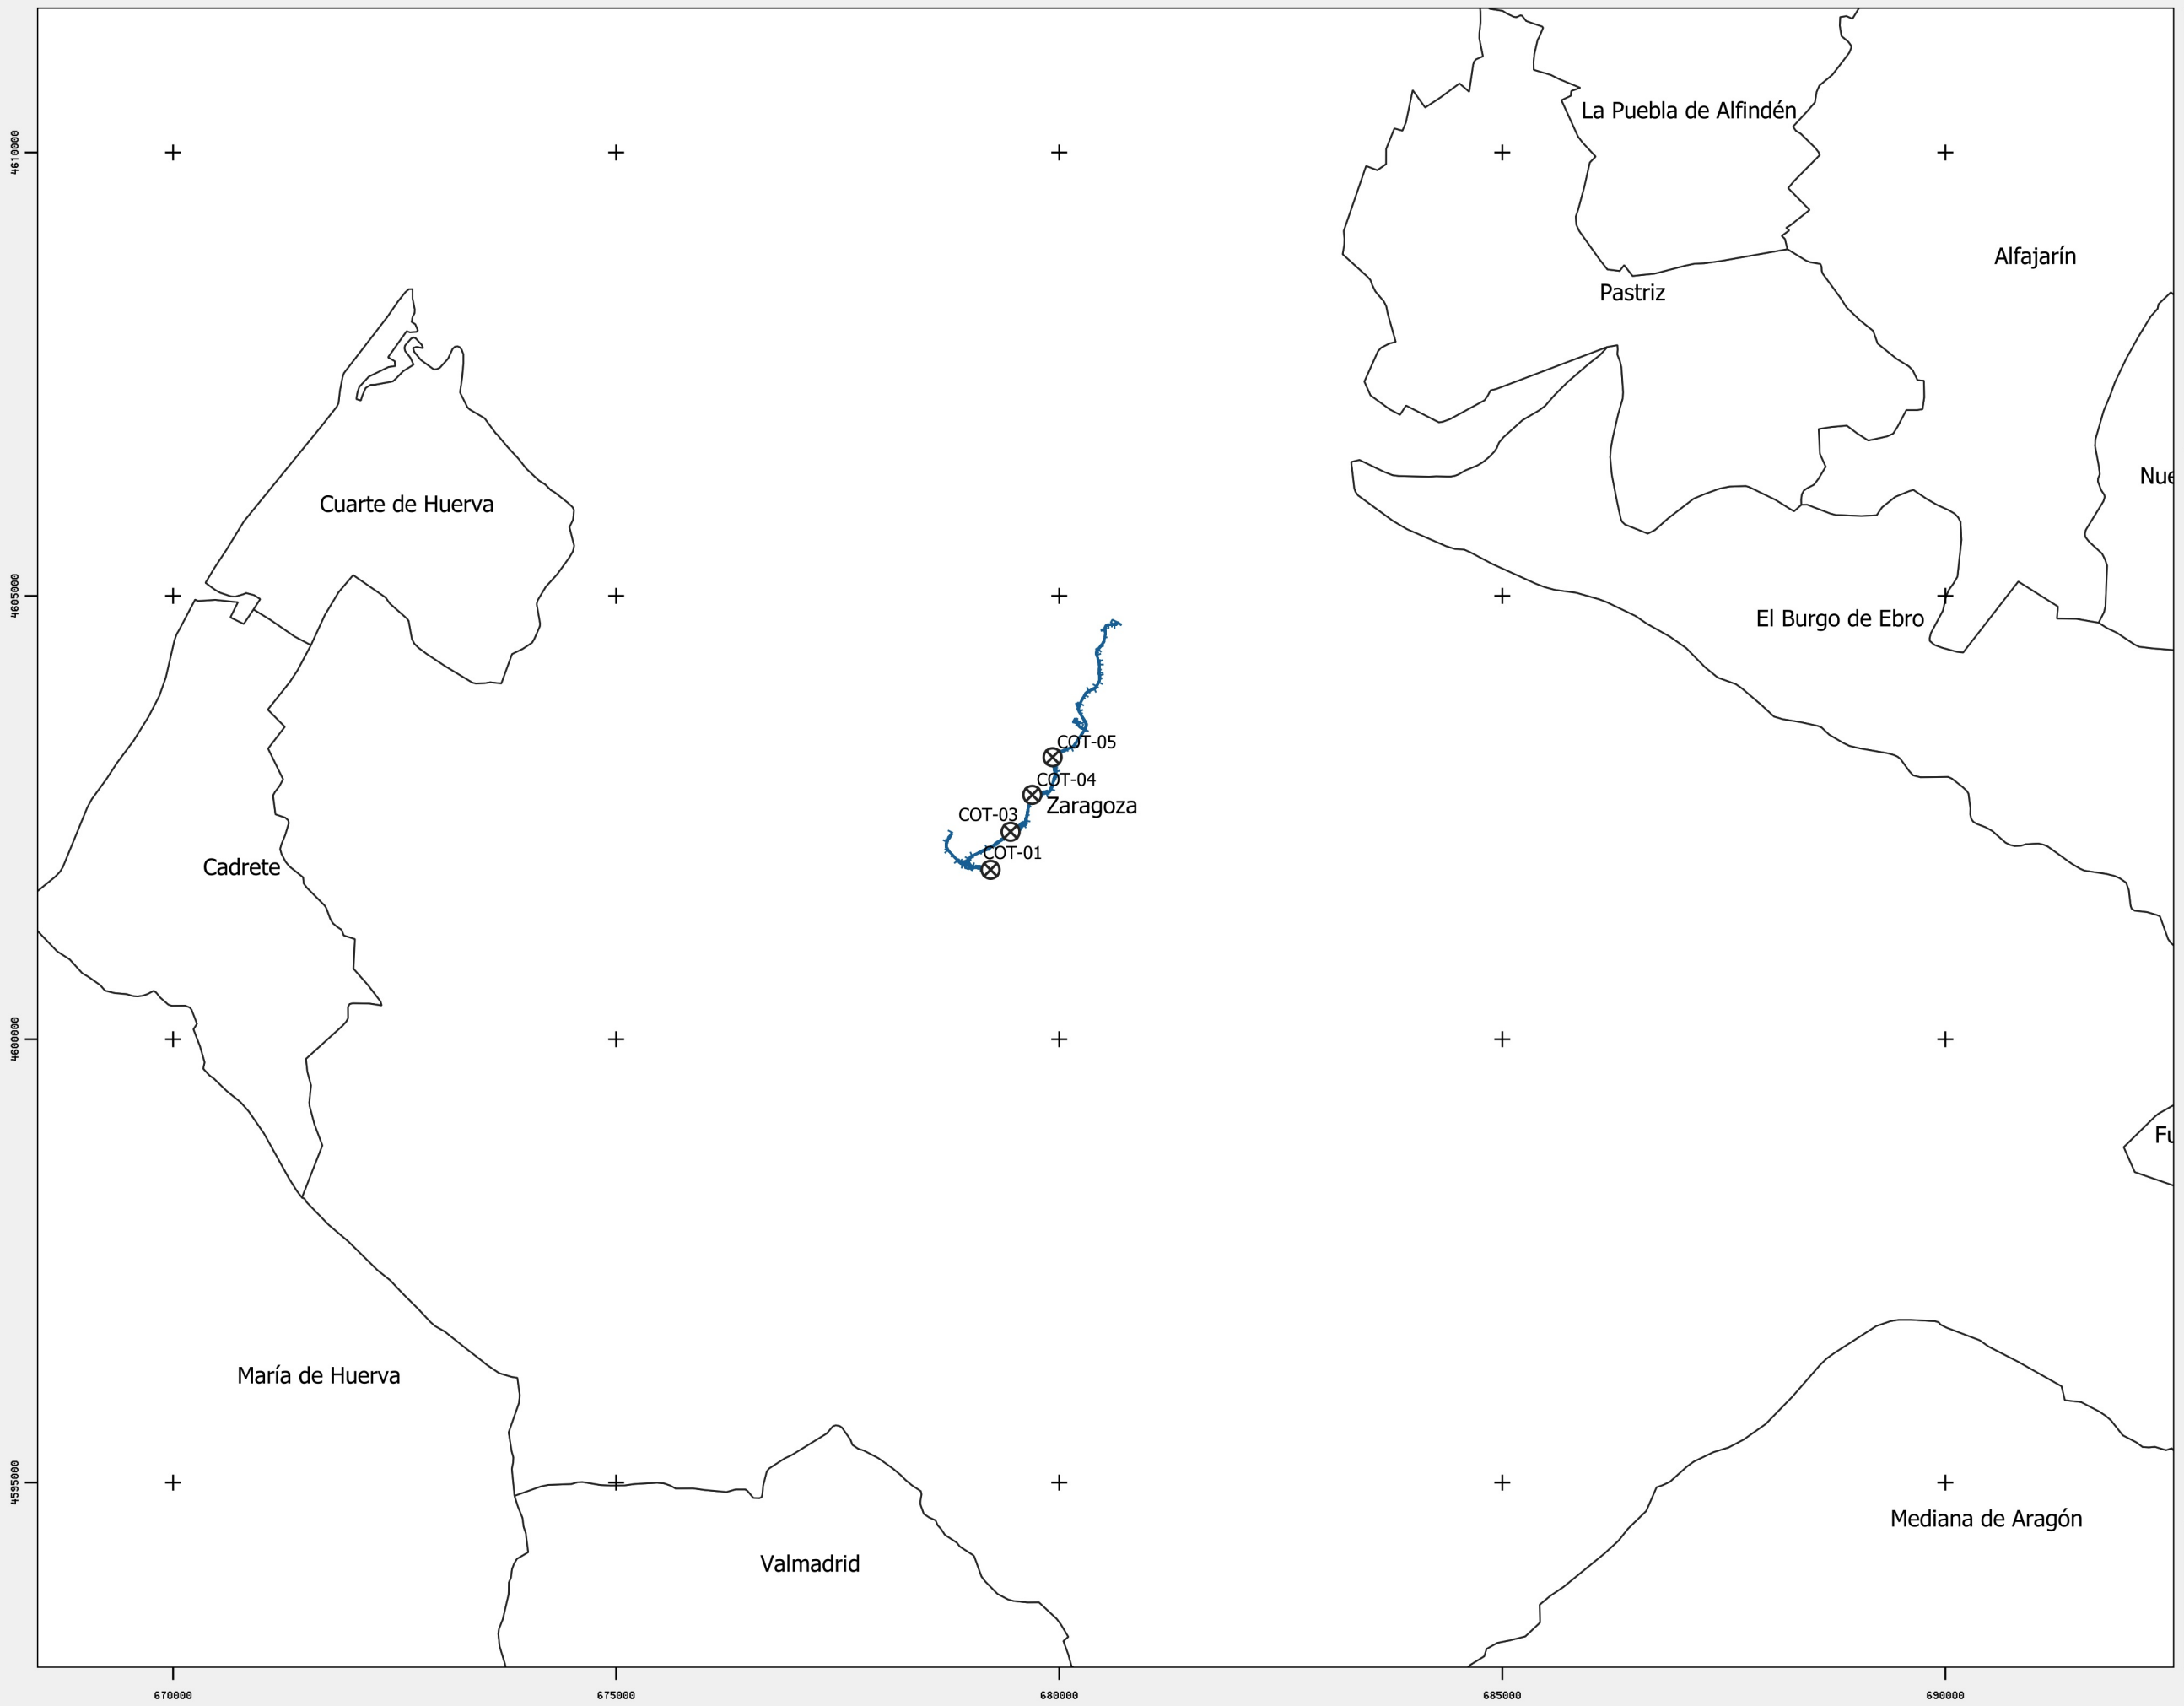 La Puebla de Alfindén
4610000
Alfajarín
Pastriz
Nue
Cuarte de Huerva
4605000
El Burgo de Ebro
COT-05
COT-04
Zaragoza
COT-03
COT-01
Cadrete
4600000
Fu
María de Huerva
4595000
Mediana de Aragón
Valmadrid
670000
675000
680000
685000
690000